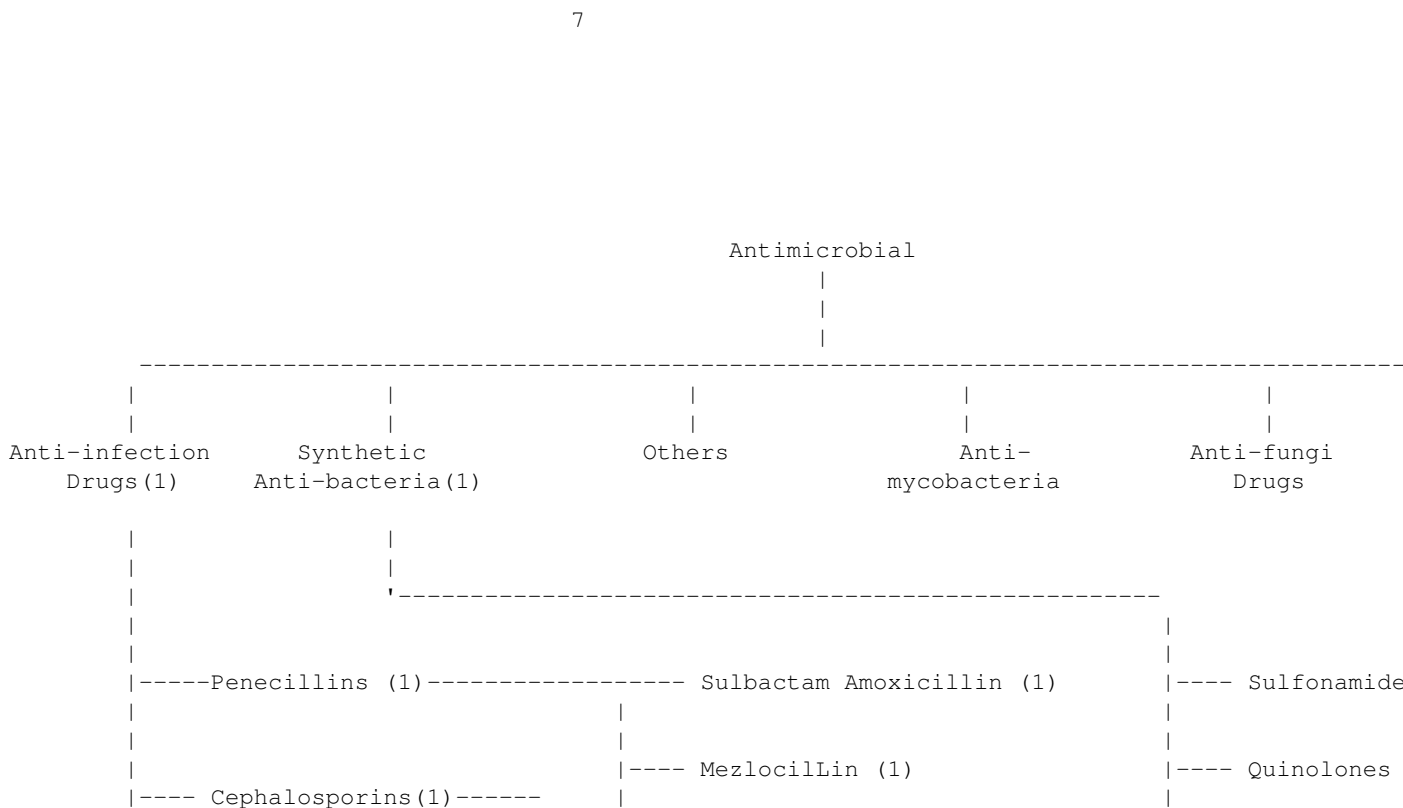 7
Antimicrobial
Anti-infection Synthetic Others Anti- Anti-fungi
Drugs(1) Anti-bacteria(1) mycobacteria Drugs
Penecillins (1) Sulbactam Amoxicillin (1) Sulfonamide
MezlocilLin (1) Quinolones
Cephalosporins(1)